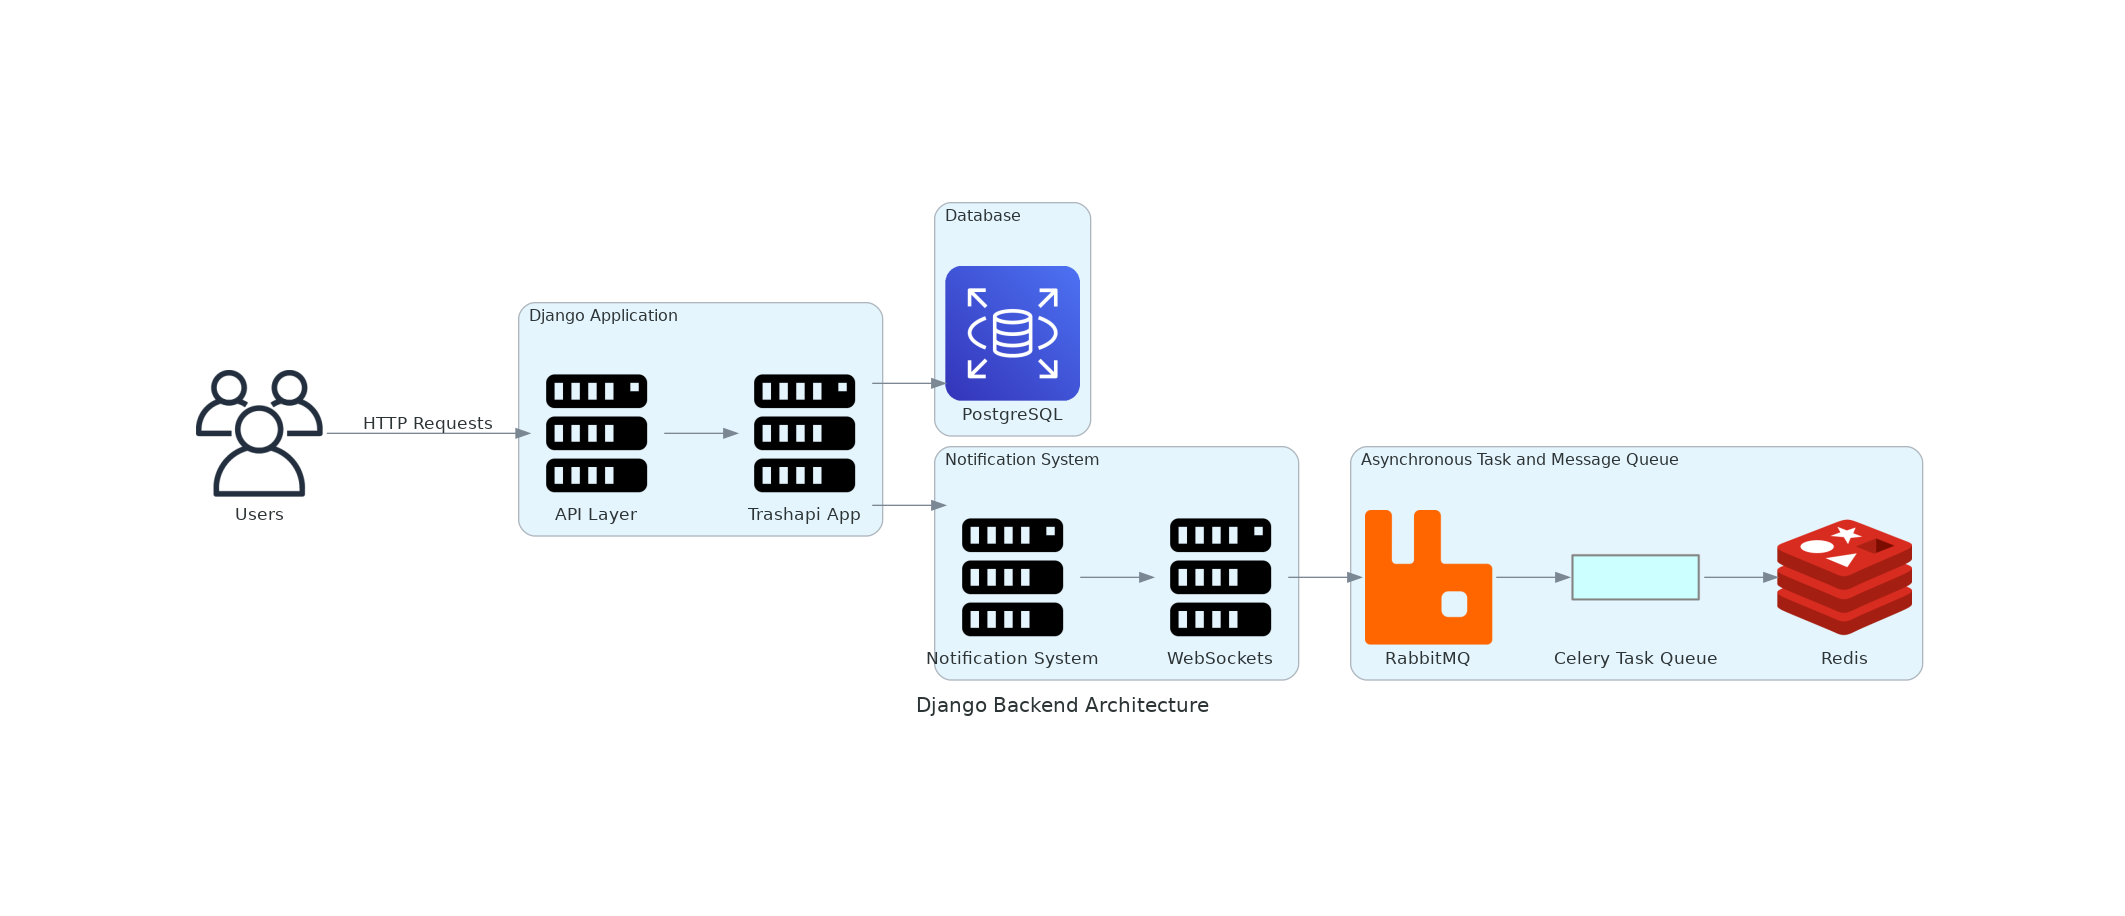 Database
PostgreSQL
Django Application
HTTP Requests
Users
API Layer
Trashapi App
Notification System
Notification System
WebSockets
Asynchronous Task and Message Queue
RabbitMQ
Celery Task Queue
Redis
Django Backend Architecture